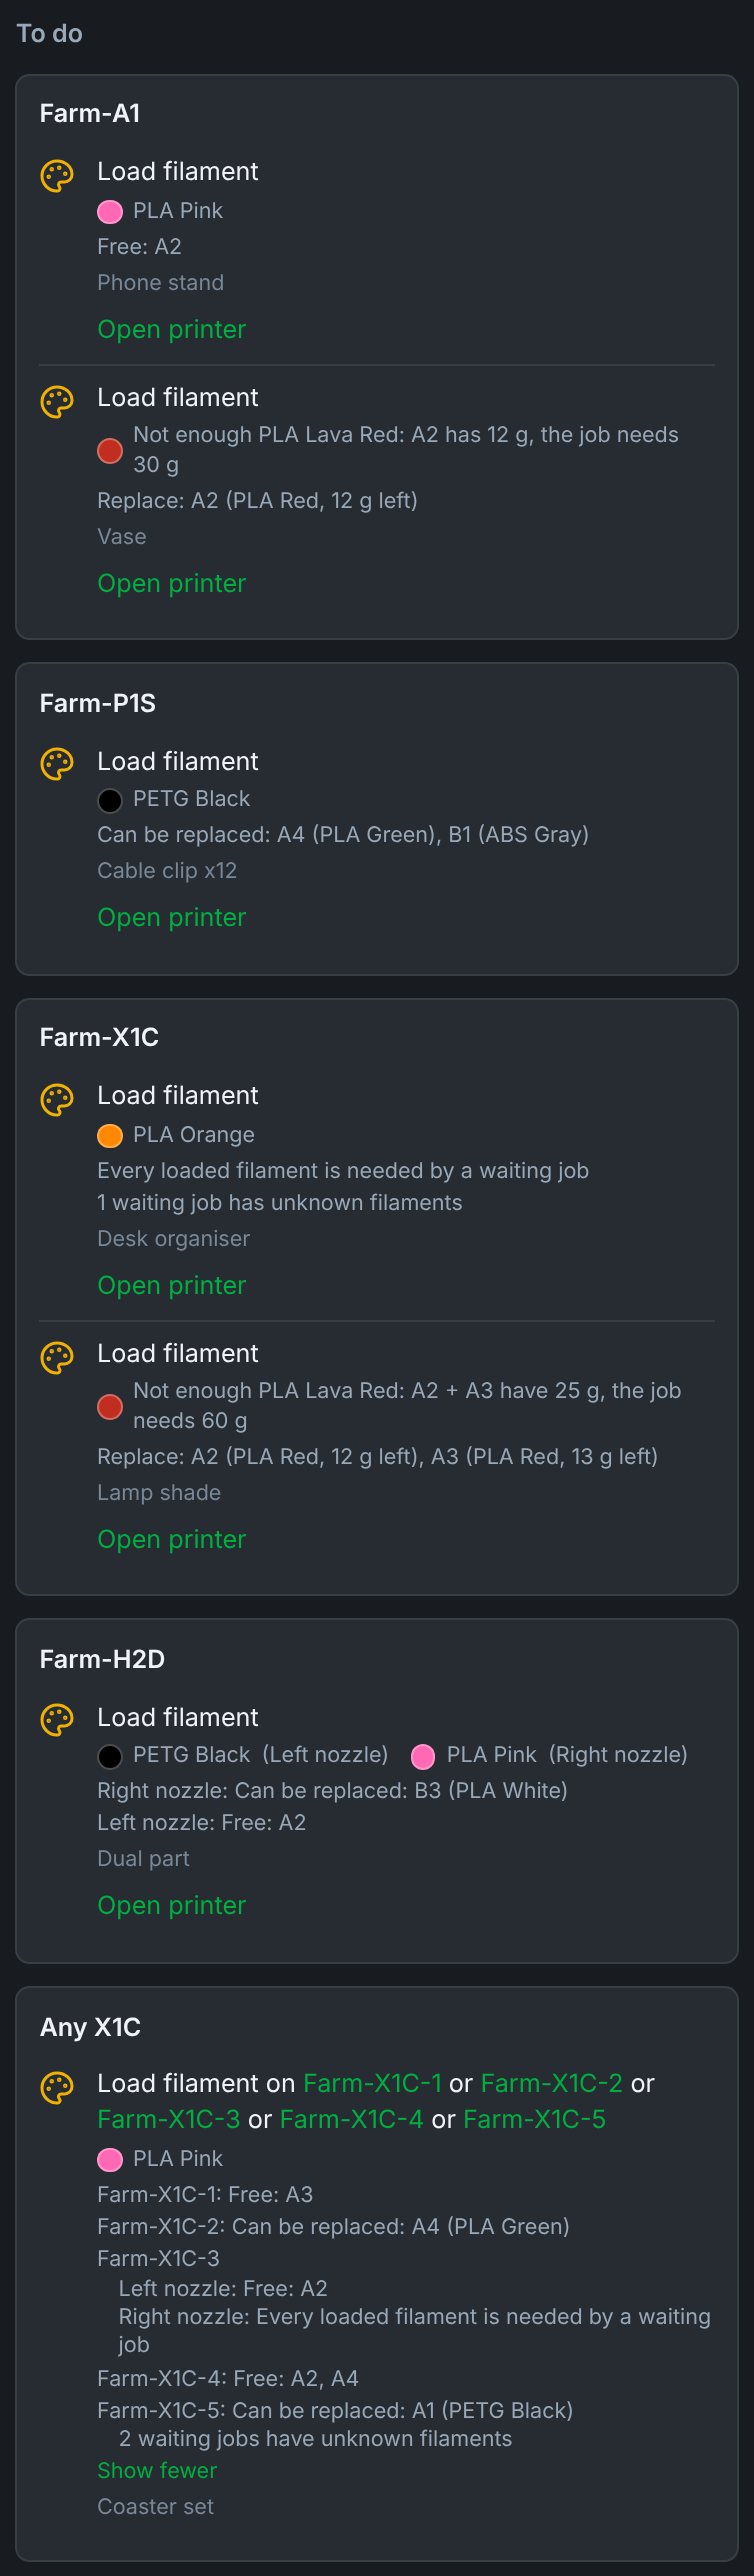 To do
Farm-A1
Load filament
PLA Pink
Free: A2
Phone stand
Open printer
Load filament
Not enough PLA Lava Red: A2 has 12 g, the job needs
30 g
Replace: A2 (PLA Red, 12 g left)
Vase
Open printer
Farm-P1S
Load filament
PETG Black
Can be replaced: A4 (PLA Green), B1 (ABS Gray)
Cable clip x12
Open printer
Farm-X1C
Load filament
PLA Orange
Every loaded filament is needed by a waiting job
1 waiting job has unknown filaments
Desk organiser
Open printer
Load filament
Not enough PLA Lava Red: A2 + A3 have 25 g, the job
needs 60 g
Replace: A2 (PLA Red, 12 g left), A3 (PLA Red, 13 g left)
Lamp shade
Open printer
Farm-H2D
Load filament
PETG Black (Left nozzle) PLA Pink (Right nozzle)
Right nozzle: Can be replaced: B3 (PLA White)
Left nozzle: Free: A2
Dual part
Open printer
Any X1C
Load filament on Farm-X1C-1 or Farm-X1C-2 or
Farm-X1C-3 or Farm-X1C-4 or Farm-X1C-5
PLA Pink
Farm-X1C-1: Free: A3
Farm-X1C-2: Can be replaced: A4 (PLA Green)
Farm-X1C-3
Left nozzle: Free: A2
Right nozzle: Every loaded filament is needed by a waiting
job
Farm-X1C-4: Free: A2, A4
Farm-X1C-5: Can be replaced: A1 (PETG Black)
2 waiting jobs have unknown filaments
Show fewer
Coaster set